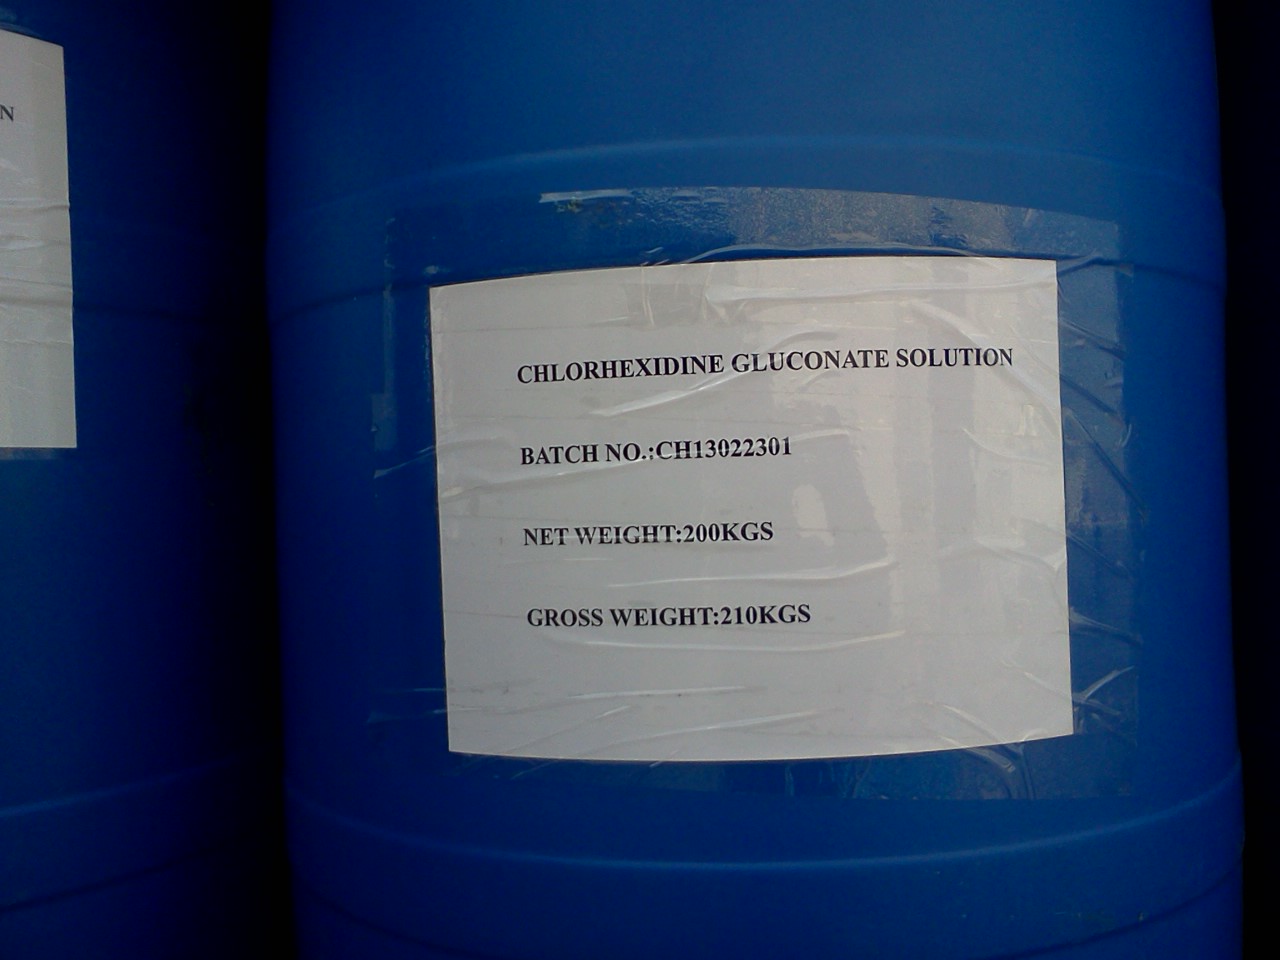 N
CHLORHEXIDINE GLUCONATE SOLUTION
BATCH NO.:CH13022301
NET WEIGHT:200KGS
GROSS WEIGHT:210KGS